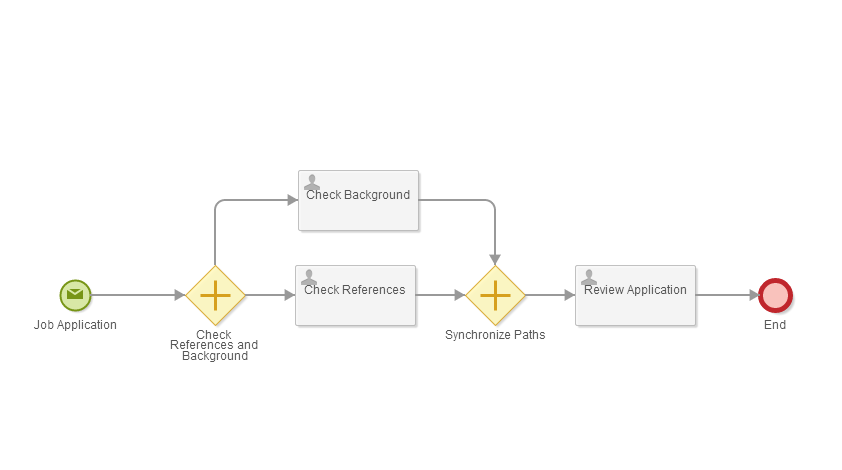 Check Background
Check References
Review Application
Job Application
Check
References and
Background
Synchronize Paths
End